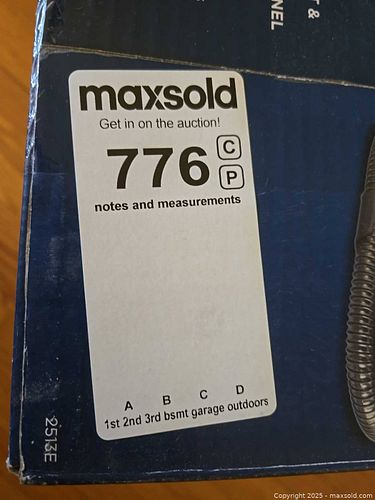 T &
NEL
maxsold
Get in on the auction!
776 C
P
notes and measurements
A B C D
1st 2nd 3rd bsmt garage outdoors
2513E
Copyright 2025 - maxsold.com